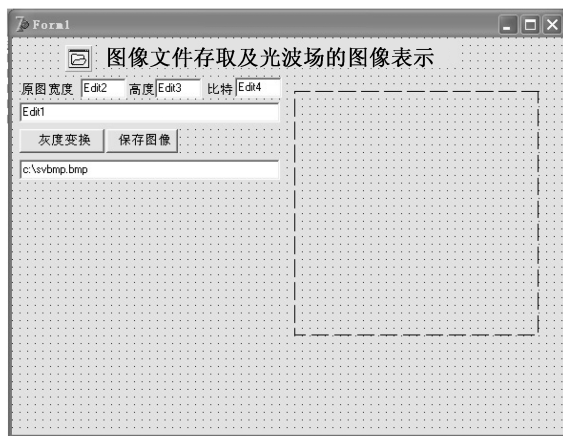 Form1
图像文件存取及光波场的图像表示
原图宽度 Edit2 高度 Edit3 比特 Edit4
Edit1
灰度变换 保存图像
c:\svbmp.bmp